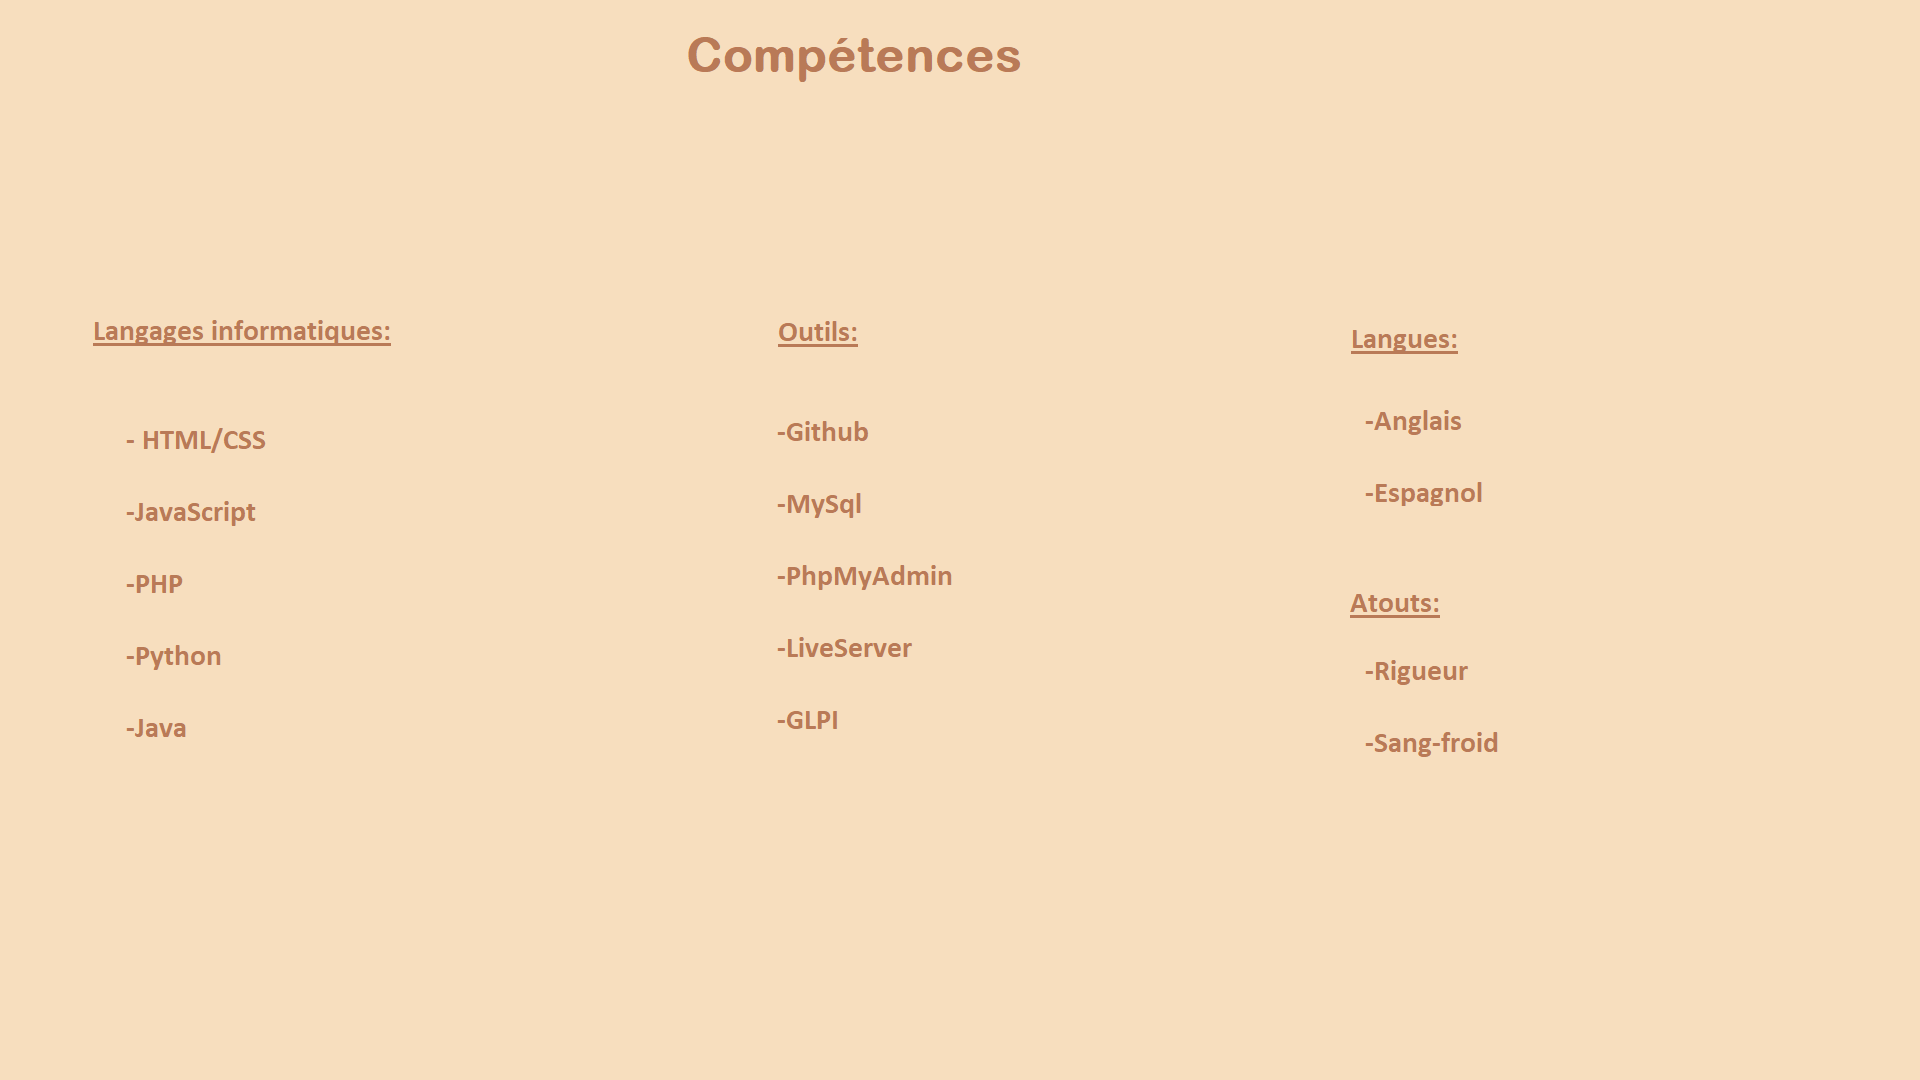 Compétences
Langages informatiques:
- HTML/CSS
-JavaScript
-PHP
-Python
-Java
Outils:
-Github
-MySql
-PhpMyAdmin
-LiveServer
-GLPI
Langues:
-Anglais
-Espagnol
Atouts:
-Rigueur
-Sang-froid